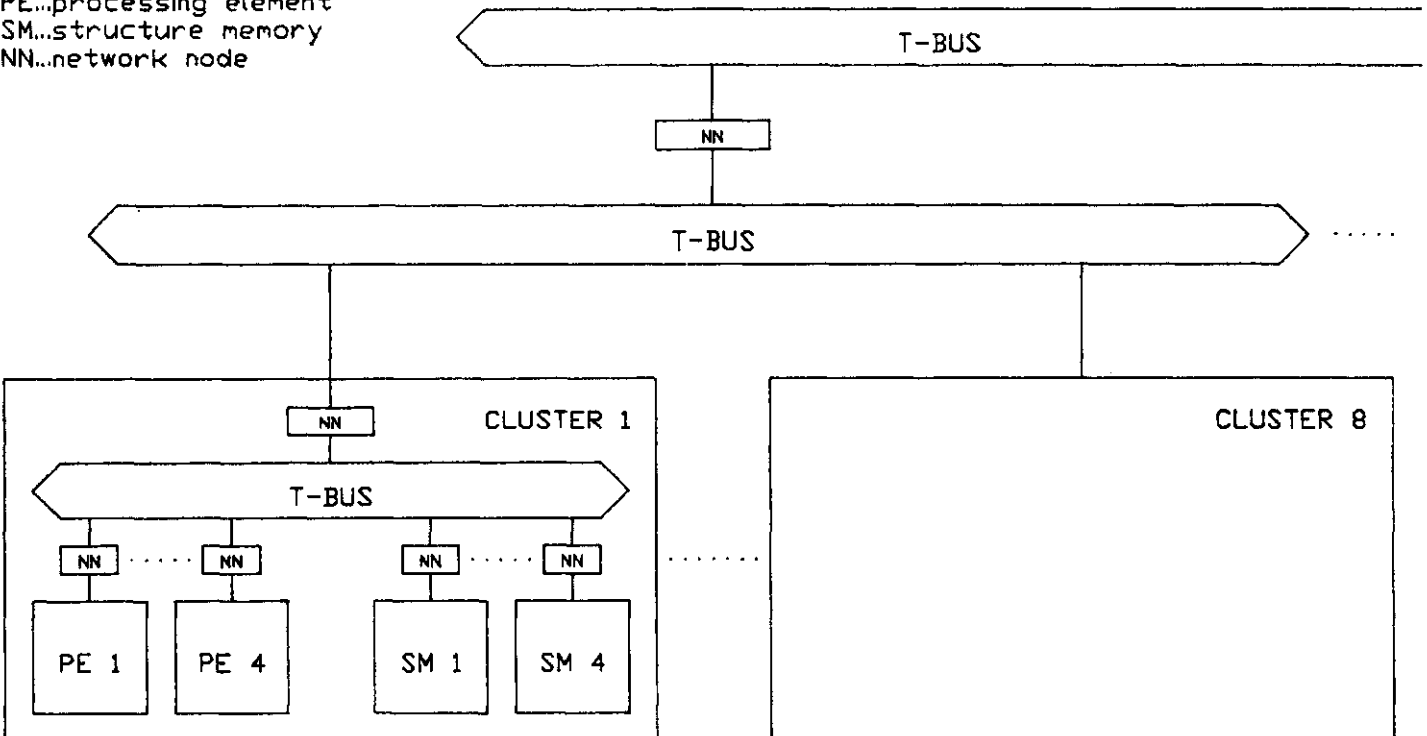 PE...processing element
SM...structure memory
NN...network node
T-BUS
NN
T-BUS
.....
CLUSTER 1
CLUSTER 8
NN
T-BUS
NN ..... NN NN ..... NN ......
PE 1 PE 4 SM 1 SM 4